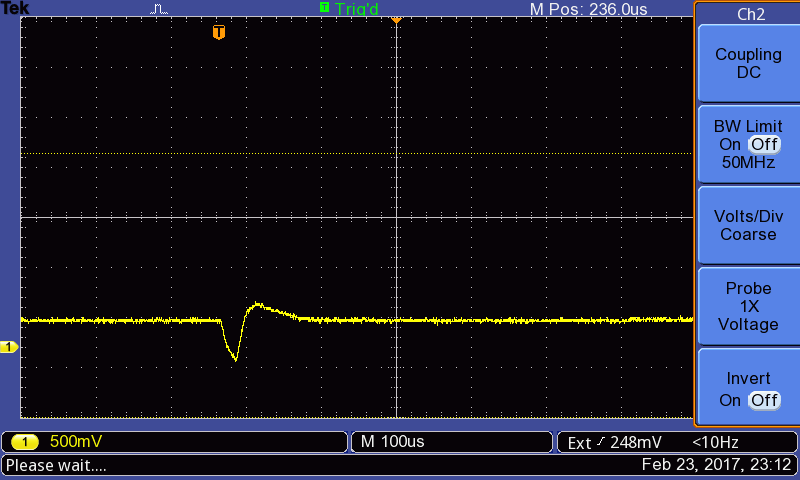 Tek
T Trig'd
M Pos: 236.0us
Ch2
T
Coupling
DC
BW Limit
On Off
50MHz
Volts/Div
Coarse
Probe
1X
Voltage
1
Invert
On Off
1 500mV
M 100us
Ext 248mV
<10Hz
Please wait....
Feb 23, 2017, 23:12